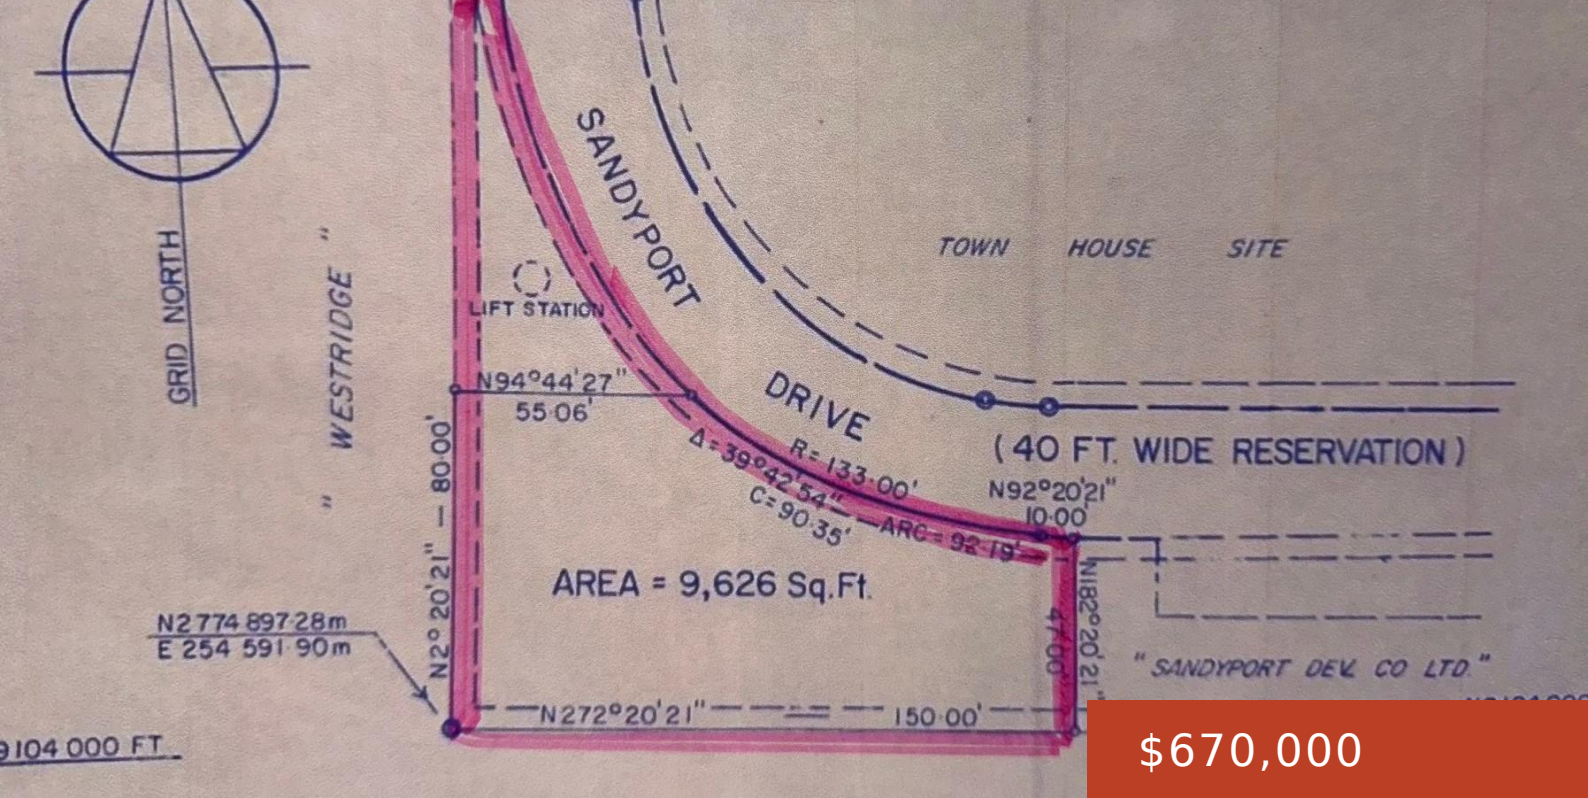 GRID NORTH
" WESTRIDGE "
SANDYPORT
DRIVE
TOWN HOUSE SITE
LIFT STATION
N94°44'27"
55·06'
(40 FT. WIDE RESERVATION)
R=133·00'
Δ=39°42'54"
C=90·35'
ARC=92·19'
N92°20'21"
10·00'
N2°20'21" — 80·00'
AREA = 9,626 Sq.Ft.
N182°20'21"
47·00'
N2 774 897·28m
E 254 591·90m
" SANDYPORT DEV. CO LTD."
N272°20'21"
150·00'
9104 000 FT
$670,000